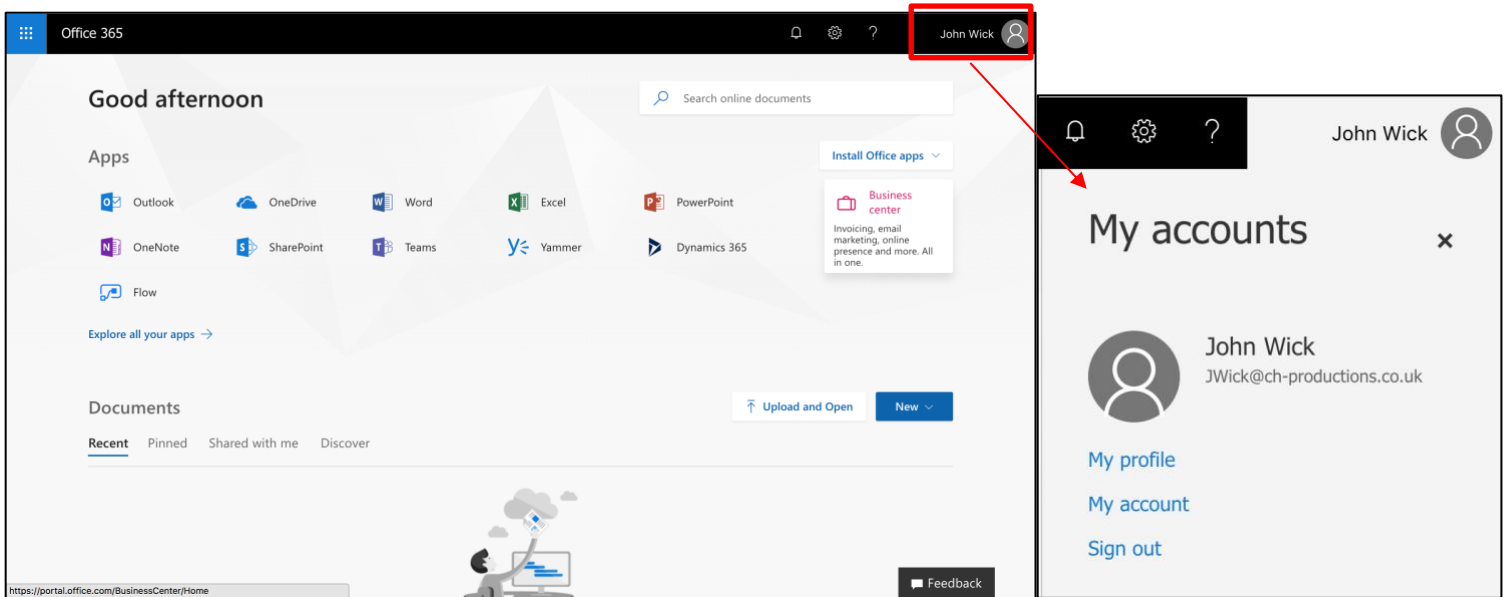 Office 365
?
John Wick
Good afternoon
Search online documents
Apps
Install Office apps
Outlook
OneDrive
Word
Excel
PowerPoint
Business
center
Invoicing, email
marketing, online
presence and more. All
in one.
OneNote
SharePoint
Teams
Yammer
Dynamics 365
Flow
Explore all your apps →
Documents
Upload and Open
New
Recent Pinned Shared with me Discover
https://portal.office.com/BusinessCenter/Home
Feedback
?
John Wick
My accounts
×
John Wick
JWick@ch-productions.co.uk
My profile
My account
Sign out